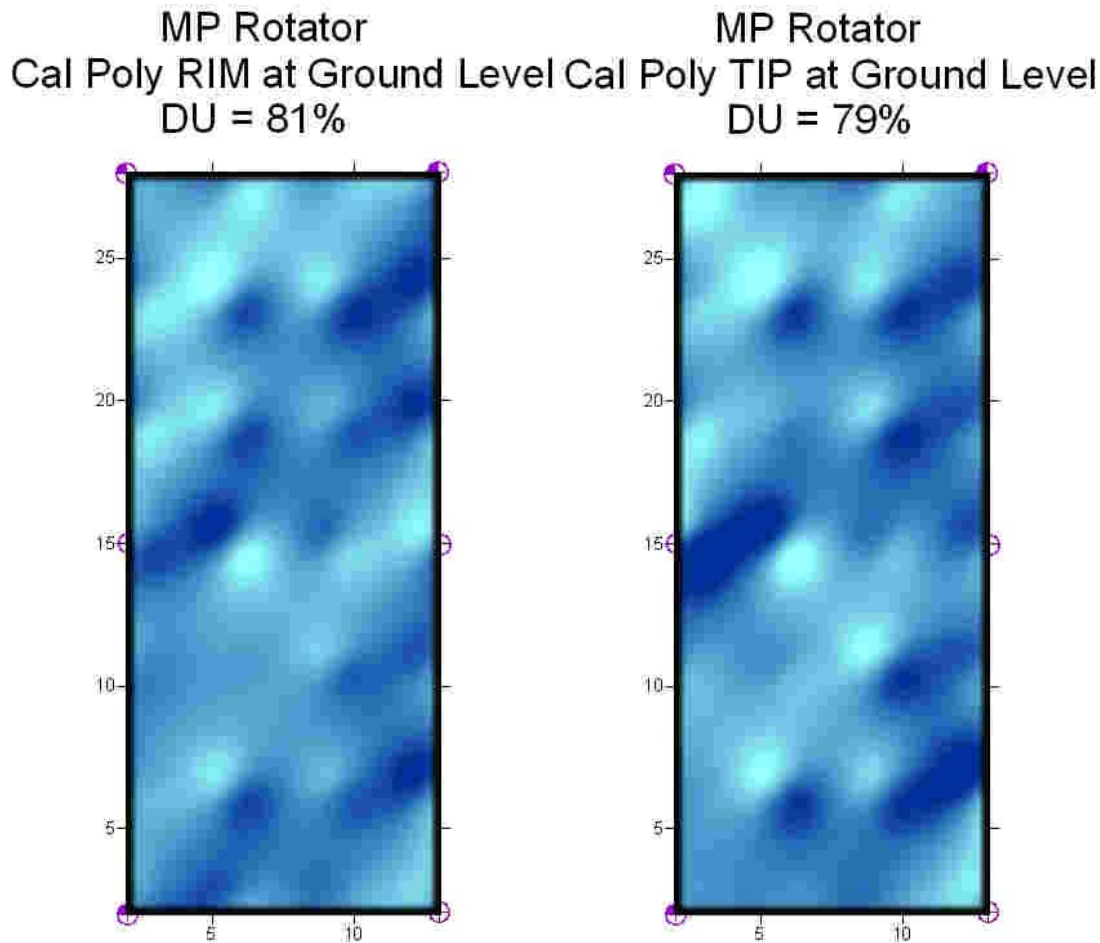 MP Rotator
Cal Poly RIM at Ground Level
DU = 81%
25
20
15
10
5
5 10
MP Rotator
Cal Poly TIP at Ground Level
DU = 79%
25
20
15
10
5
5 10